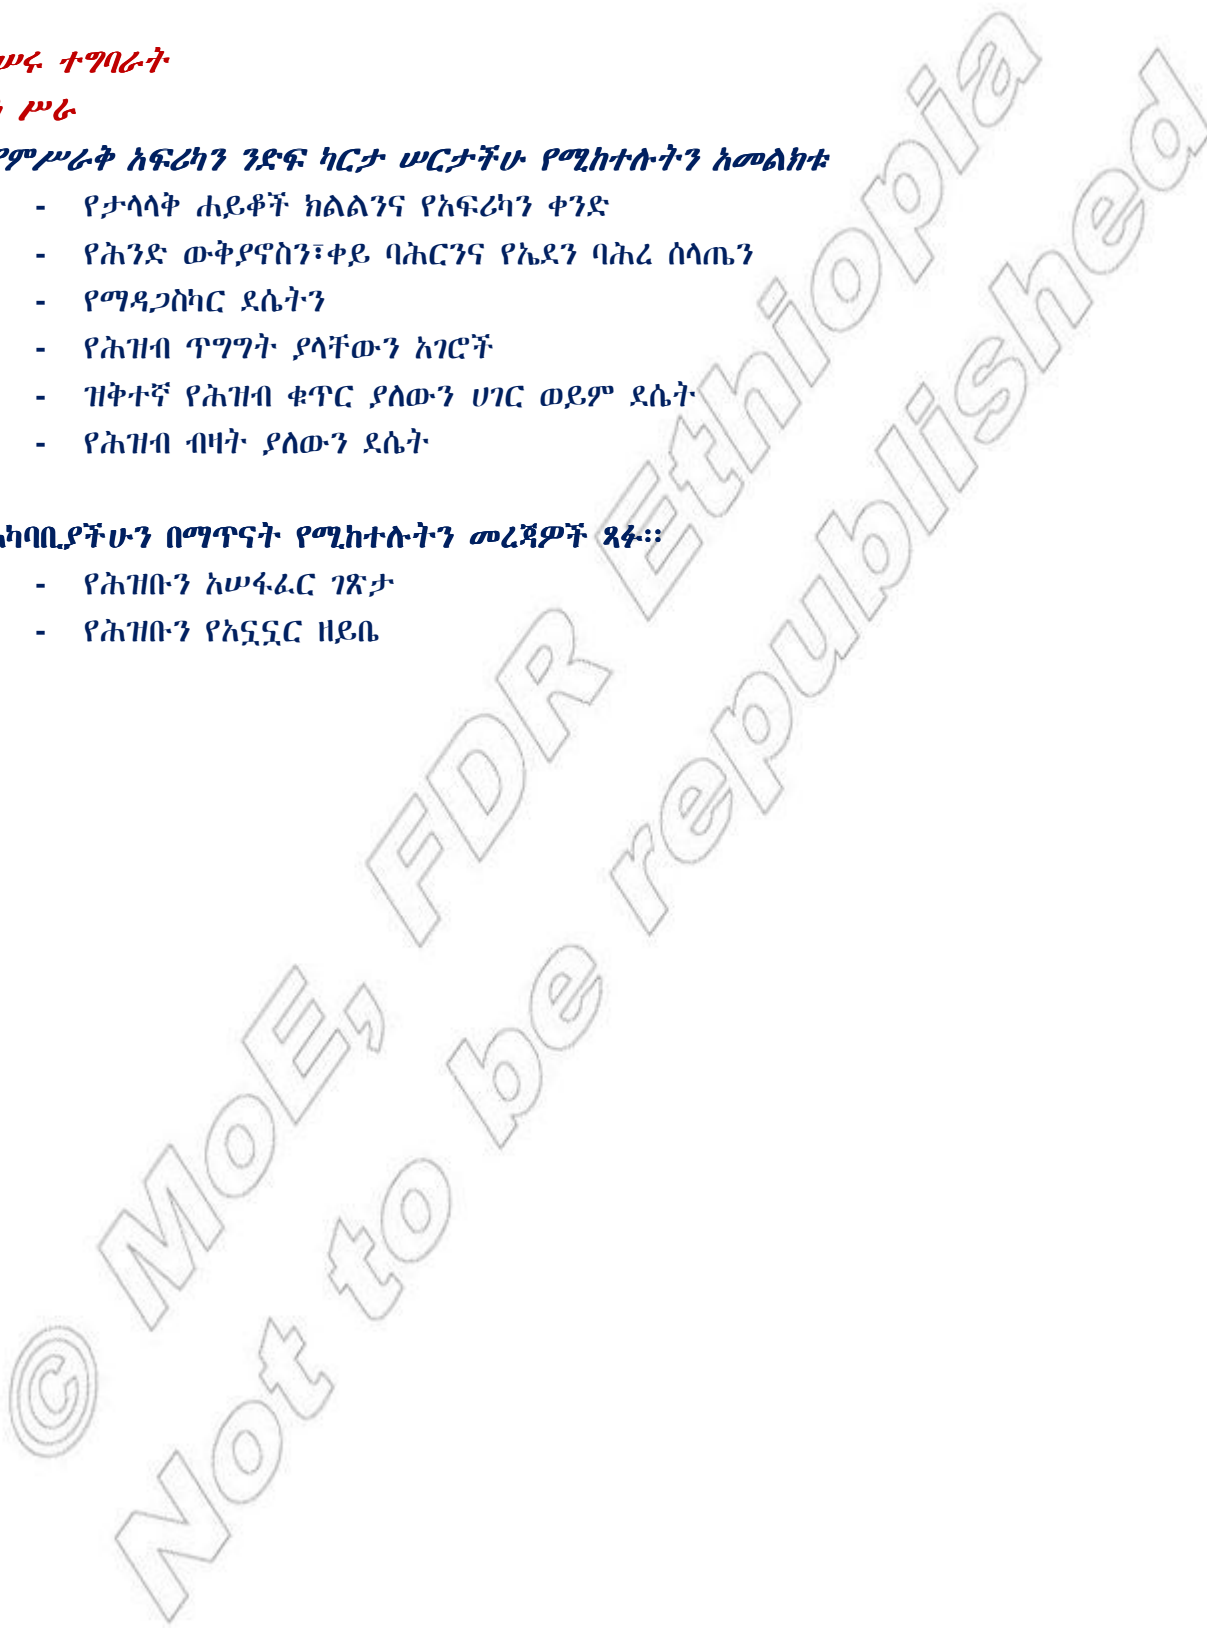 ተግባራት
ሥራ
የምሥራቅ አፍሪካን ንድፍ ካርታ ሠርታችሁ የሚከተሉትን አመልክቱ
- የታላላቅ ሐይቆች ክልልንና የአፍሪካን ቀንድ
- የሕንድ ውቅያኖስን፣ቀይ ባሕርንና የኤደን ባሕረ ሰላጤን
- የማዳጋስካር ደሴትን
- የሕዝብ ጥግግት ያላቸውን አገሮች
- ዝቅተኛ የሕዝብ ቁጥር ያለውን ሀገር ወይም ደሴት
- የሕዝብ ብዛት ያለውን ደሴት
አካባቢያችሁን በማጥናት የሚከተሉትን መረጃዎች ጻፉ፡፡
- የሕዝቡን አሠፋፈር ገጽታ
- የሕዝቡን የአኗኗር ዘይቤ
© MoE, FDR Ethiopia
Not to be republished